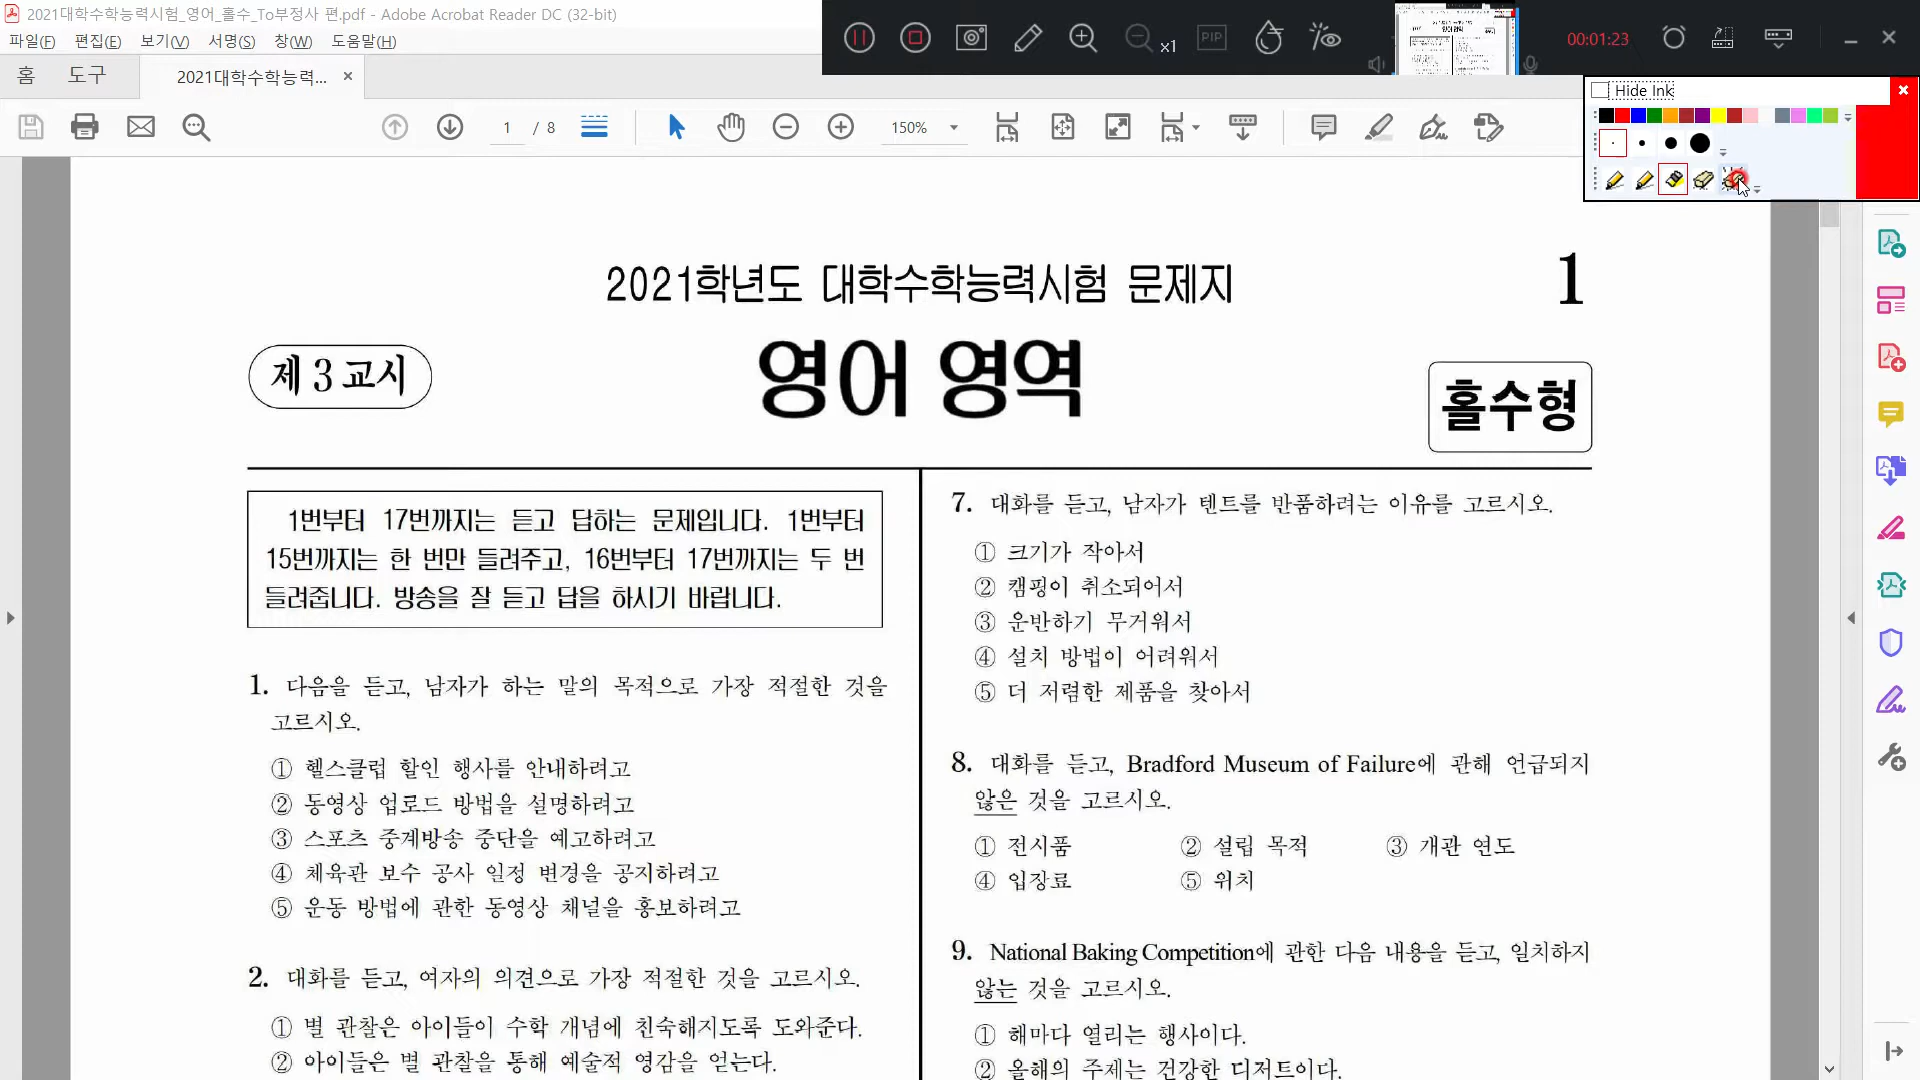 2021대학수학능력시험_영어_홀수_To부정사 편.pdf - Adobe Acrobat Reader DC (32-bit)
파일(F) 편집(E) 보기(V) 서명(S) 창(W) 도움말(H)
x1
PIP
00:01:23
홈 도구 2021대학수학능력... ×
Hide Ink
1 / 8
150%
2021학년도 대학수학능력시험 문제지
1
제 3 교시
영어 영역
홀수형
1번부터 17번까지는 듣고 답하는 문제입니다. 1번부터
15번까지는 한 번만 들려주고, 16번부터 17번까지는 두 번
들려줍니다. 방송을 잘 듣고 답을 하시기 바랍니다.
1. 다음을 듣고, 남자가 하는 말의 목적으로 가장 적절한 것을
고르시오.
① 헬스클럽 할인 행사를 안내하려고
② 동영상 업로드 방법을 설명하려고
③ 스포츠 중계방송 중단을 예고하려고
④ 체육관 보수 공사 일정 변경을 공지하려고
⑤ 운동 방법에 관한 동영상 채널을 홍보하려고
2. 대화를 듣고, 여자의 의견으로 가장 적절한 것을 고르시오.
① 별 관찰은 아이들이 수학 개념에 친숙해지도록 도와준다.
② 아이들은 별 관찰을 통해 예술적 영감을 얻는다.
7. 대화를 듣고, 남자가 텐트를 반품하려는 이유를 고르시오.
① 크기가 작아서
② 캠핑이 취소되어서
③ 운반하기 무거워서
④ 설치 방법이 어려워서
⑤ 더 저렴한 제품을 찾아서
8. 대화를 듣고, Bradford Museum of Failure에 관해 언급되지
않은 것을 고르시오.
① 전시품 ② 설립 목적 ③ 개관 연도
④ 입장료 ⑤ 위치
9. National Baking Competition에 관한 다음 내용을 듣고, 일치하지
않는 것을 고르시오.
① 해마다 열리는 행사이다.
② 올해의 주제는 건강한 디저트이다.